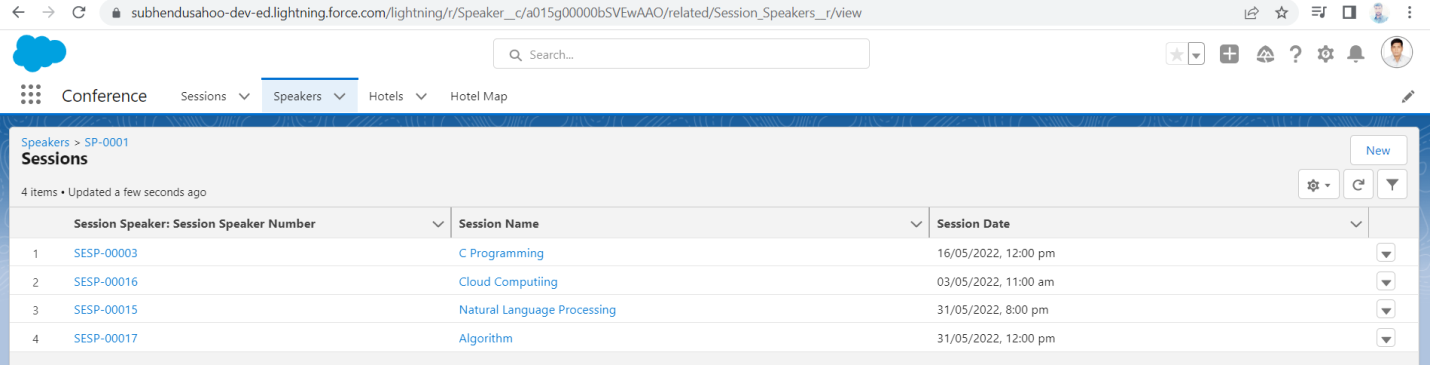 subhendusahoo-dev-ed.lightning.force.com/lightning/r/Speaker__c/a015g00000bSVEwAAO/related/Session_Speakers__r/view
Search...
Conference Sessions Speakers Hotels Hotel Map
Speakers > SP-0001
Sessions
New
4 items • Updated a few seconds ago
Session Speaker: Session Speaker Number Session Name Session Date
1 SESP-00003 C Programming 16/05/2022, 12:00 pm
2 SESP-00016 Cloud Computiing 03/05/2022, 11:00 am
3 SESP-00015 Natural Language Processing 31/05/2022, 8:00 pm
4 SESP-00017 Algorithm 31/05/2022, 12:00 pm